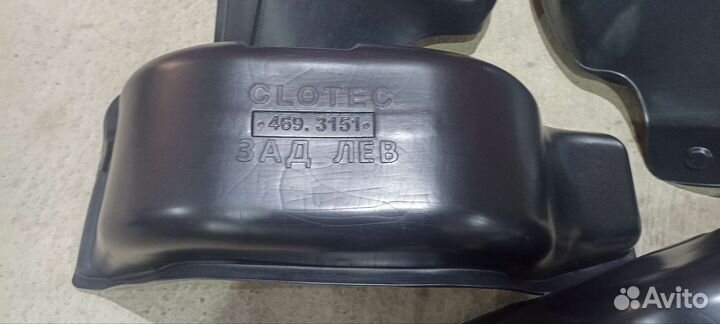 CLOTEC
469. 3151
ЗАД ЛЕВ
Avito